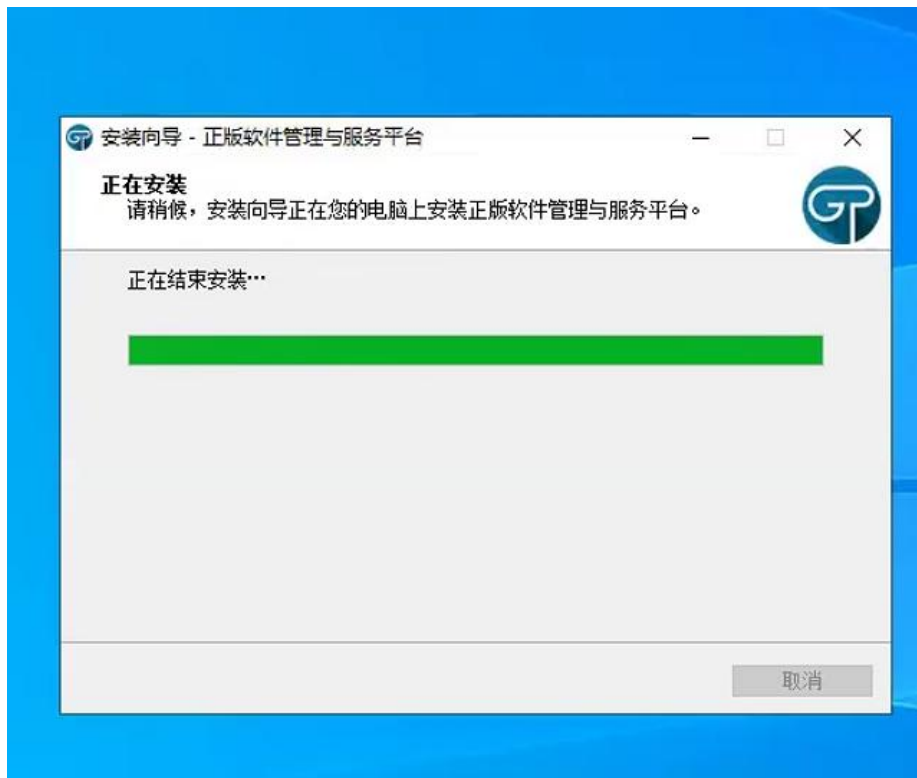 安装向导 - 正版软件管理与服务平台
正在安装
请稍候，安装向导正在您的电脑上安装正版软件管理与服务平台。
GP
正在结束安装…
取消